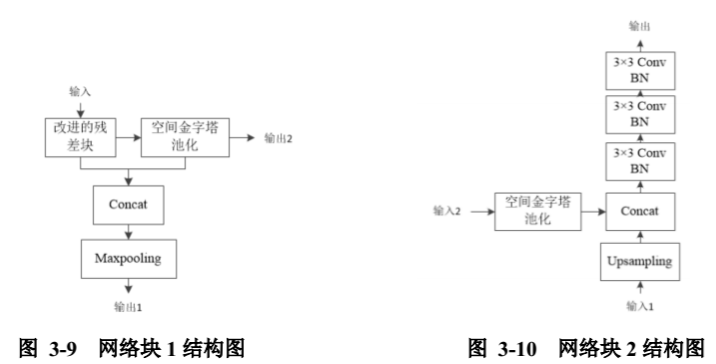 输入
改进的残
差块
空间金字塔
池化
输出2
Concat
Maxpooling
输出1
图 3-9 网络块 1 结构图
输出
3×3 Conv
BN
3×3 Conv
BN
3×3 Conv
BN
输入2
空间金字塔
池化
Concat
Upsampling
输入1
图 3-10 网络块 2 结构图